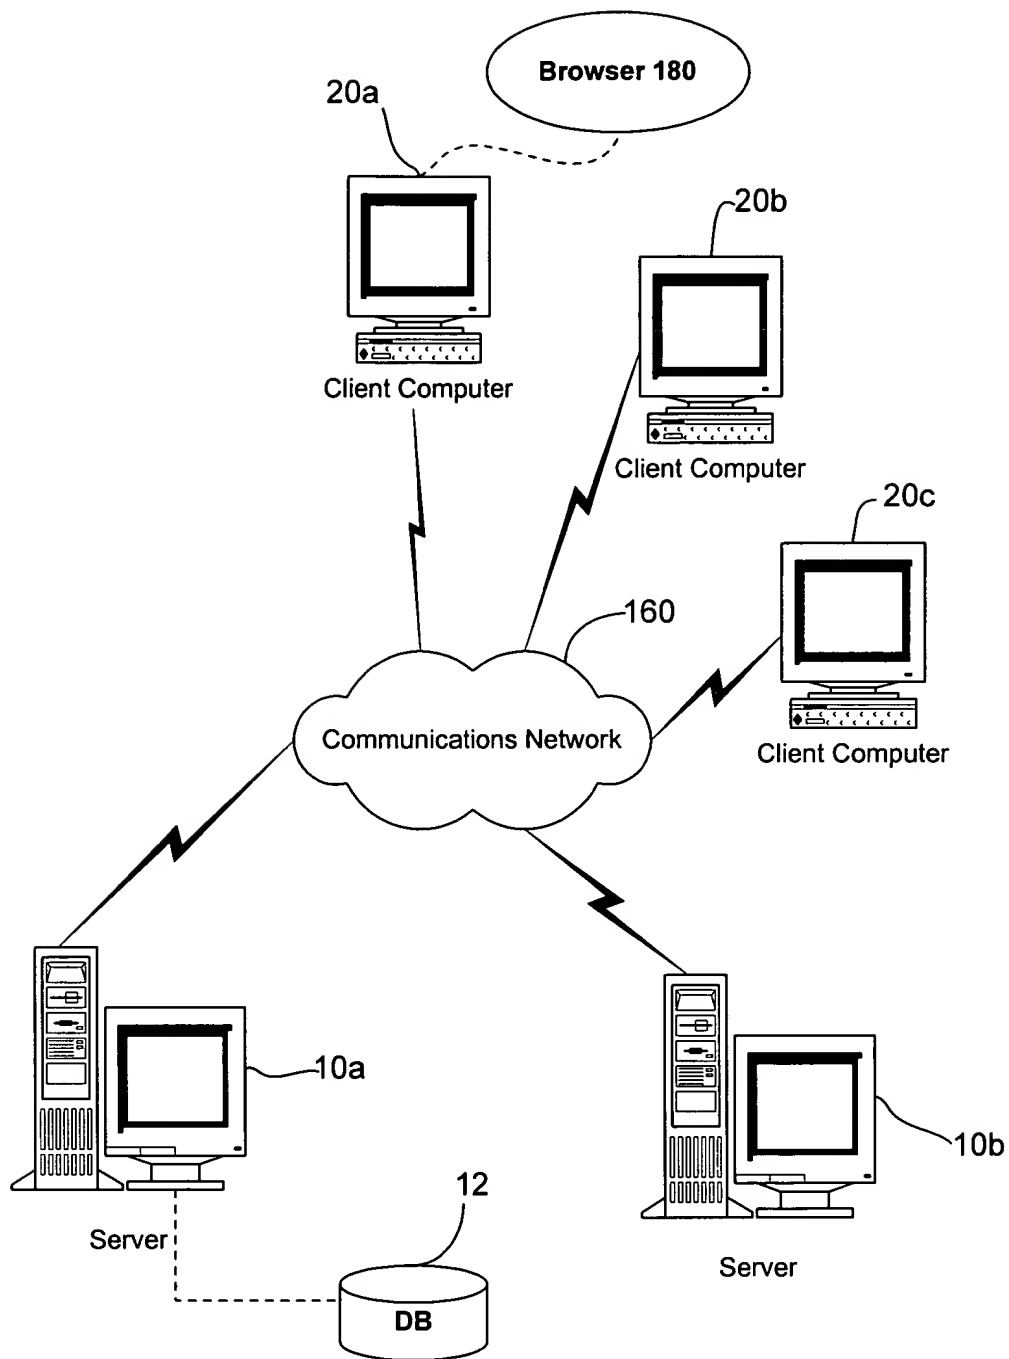 Browser 180
20a
20b
Client Computer
Client Computer
20c
160
Communications Network
Client Computer
10a
10b
12
Server
Server
DB